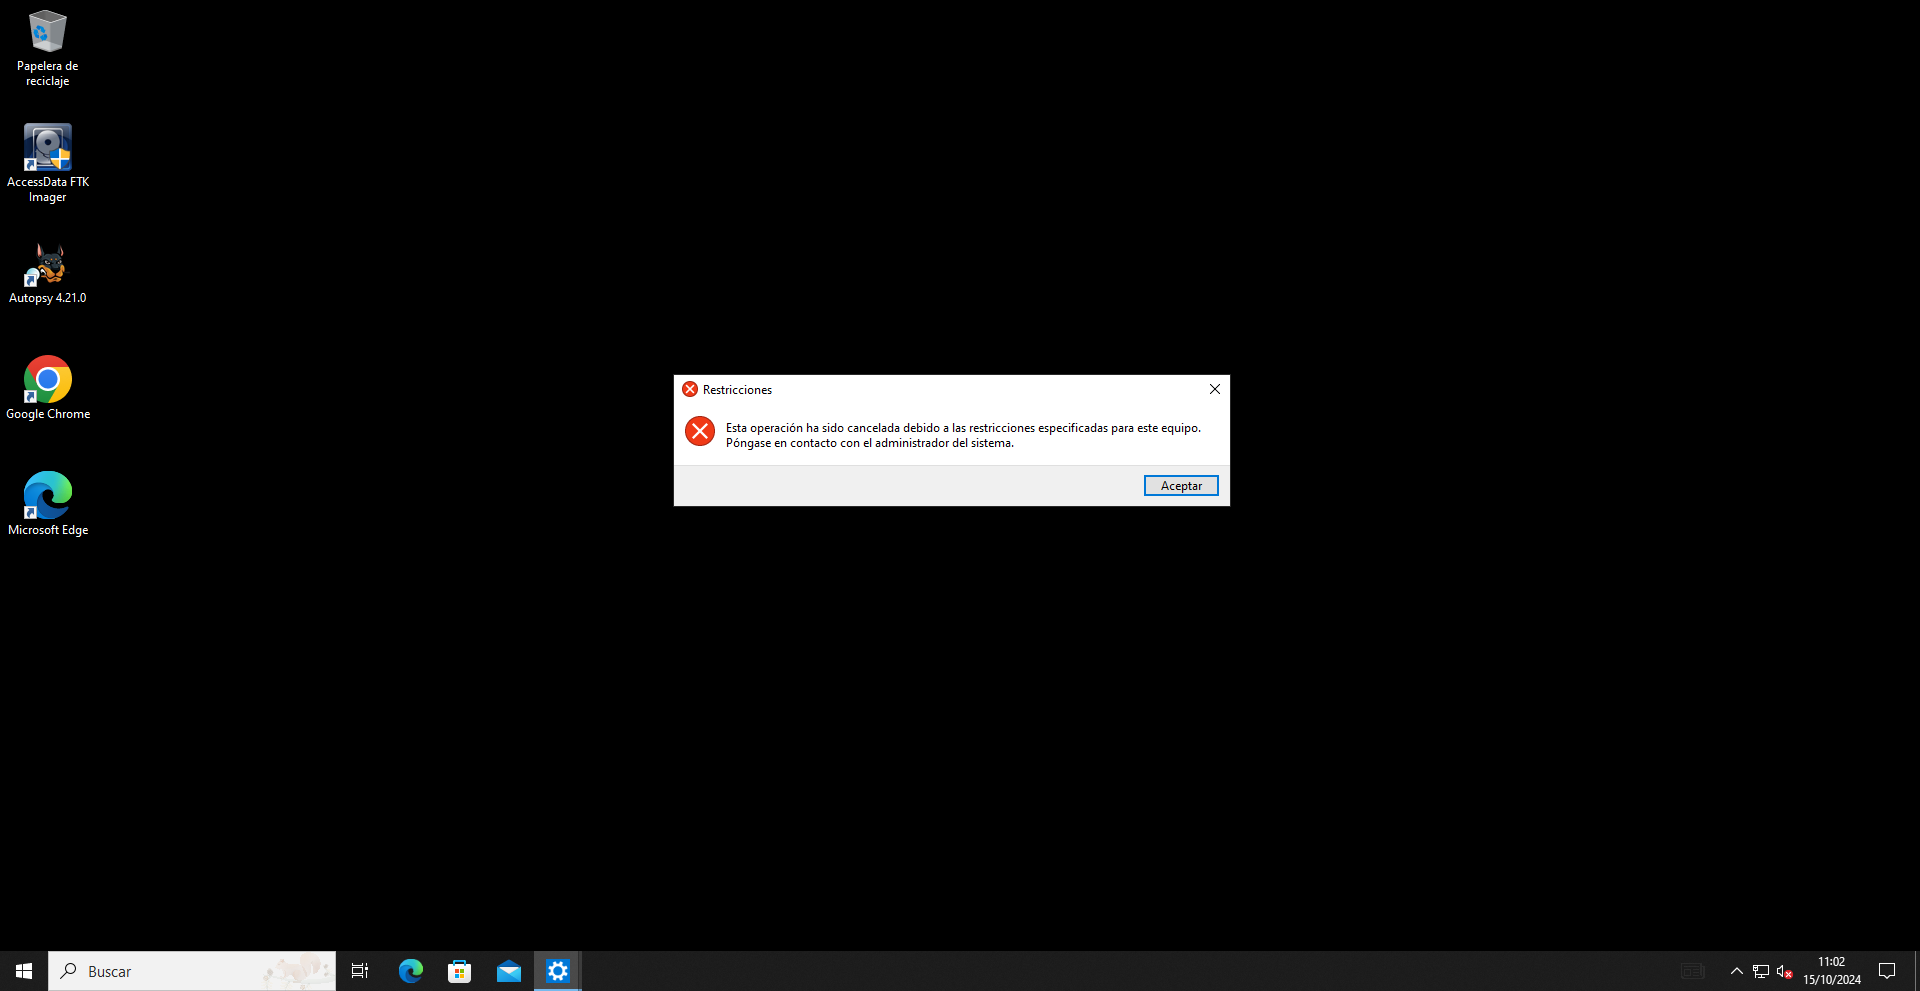 Papelera de
reciclaje
AccessData FTK
Imager
Autopsy 4.21.0
Google Chrome
Microsoft Edge
Restricciones
Esta operación ha sido cancelada debido a las restricciones especificadas para este equipo.
Póngase en contacto con el administrador del sistema.
Aceptar
Buscar
11:02
15/10/2024